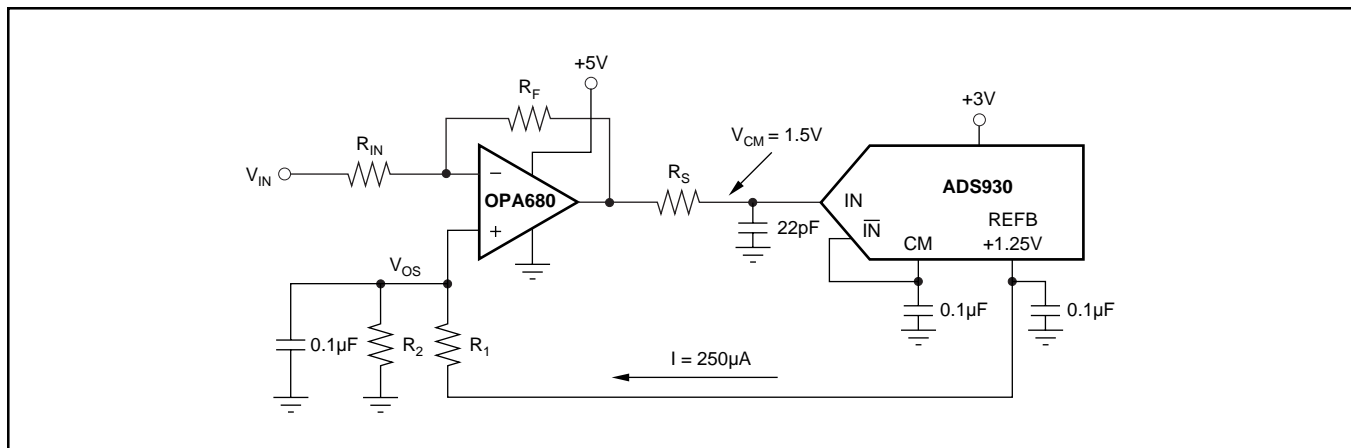 +5V
R_F
+3V
V_CM = 1.5V
R_IN
R_S
V_IN
–
OPA680
+
IN
ADS930
IN̅
REFB
+1.25V
CM
22pF
V_OS
0.1µF
R_2
R_1
0.1µF
0.1µF
I = 250µA